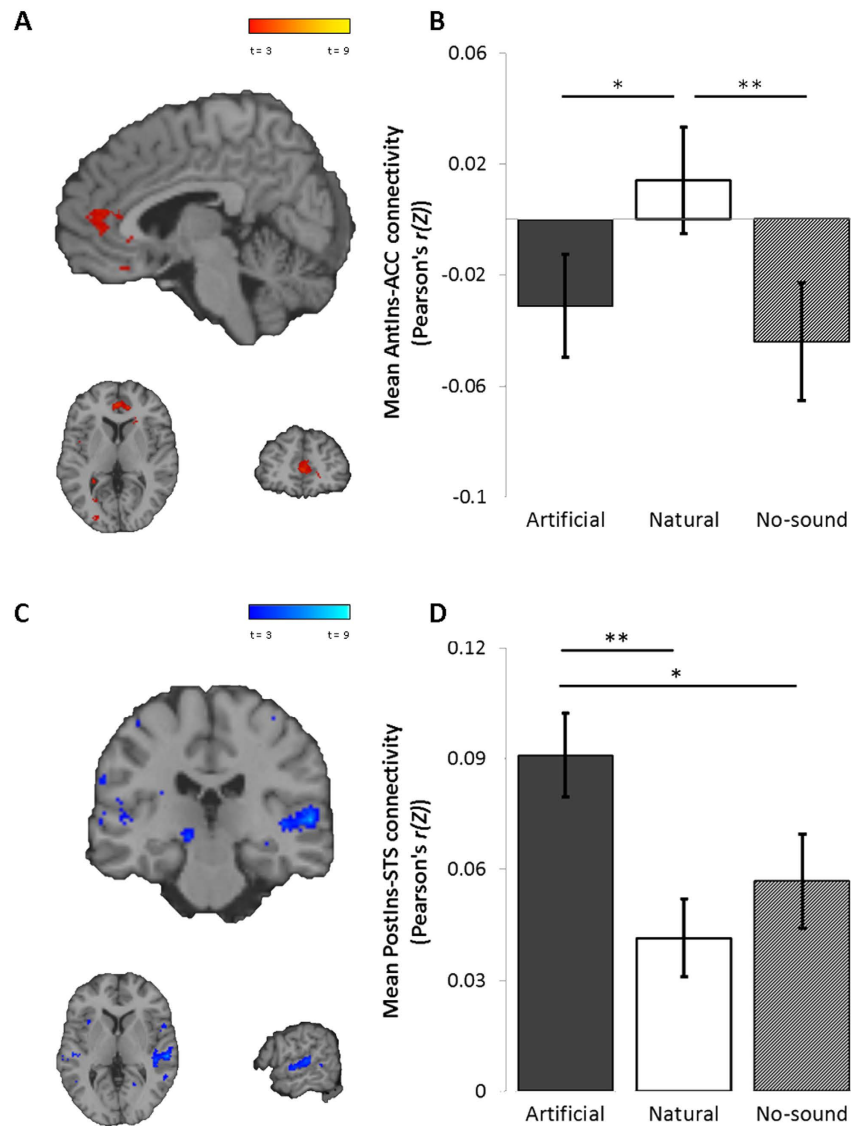 A
t= 3 t= 9
B
Mean AntIns-ACC connectivity
(Pearson's r(Z))
0.06
0.02
-0.02
-0.06
-0.1
* **
Artificial Natural No-sound
C
t= 3 t= 9
D
Mean PostIns-STS connectivity
(Pearson's r(Z))
0.12
0.09
0.06
0.03
0
**
*
Artificial Natural No-sound